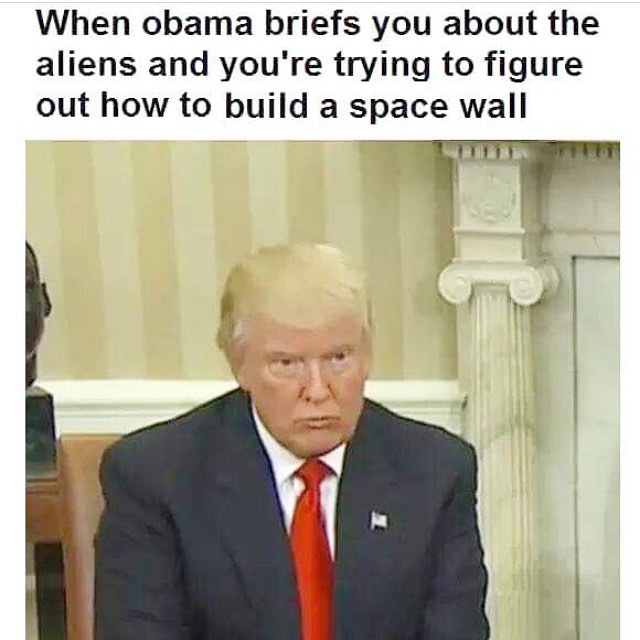 When obama briefs you about the
aliens and you're trying to figure
out how to build a space wall